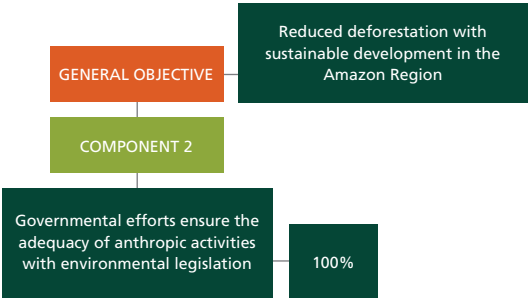 Reduced deforestation with
sustainable development in the
Amazon Region
GENERAL OBJECTIVE
COMPONENT 2
Governmental efforts ensure the
adequacy of anthropic activities
with environmental legislation
100%